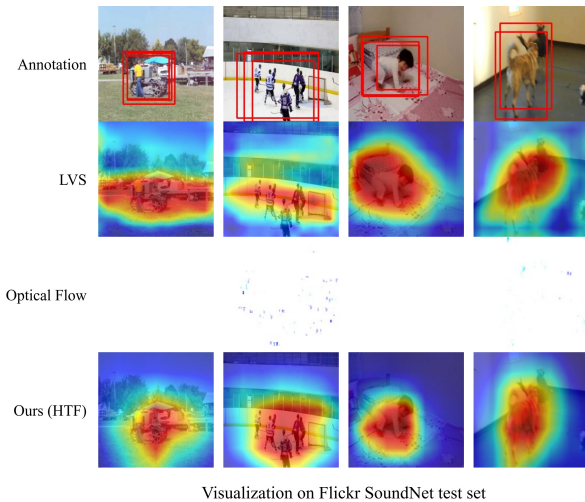 Annotation
LVS
Optical Flow
Ours (HTF)
Visualization on Flickr SoundNet test set